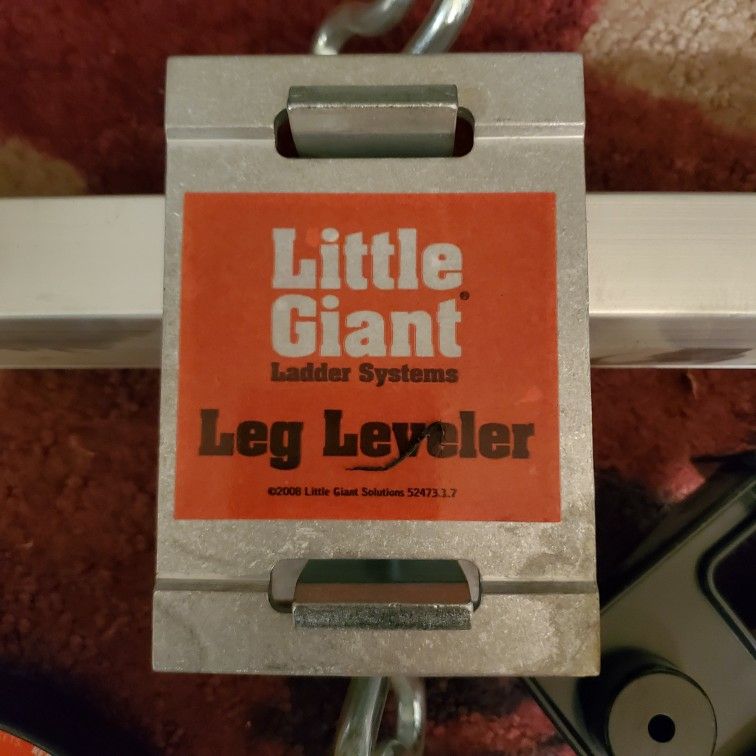 Little
Giant®
Ladder Systems
Leg Leveler
©2008 Little Giant Solutions 52473.1.7